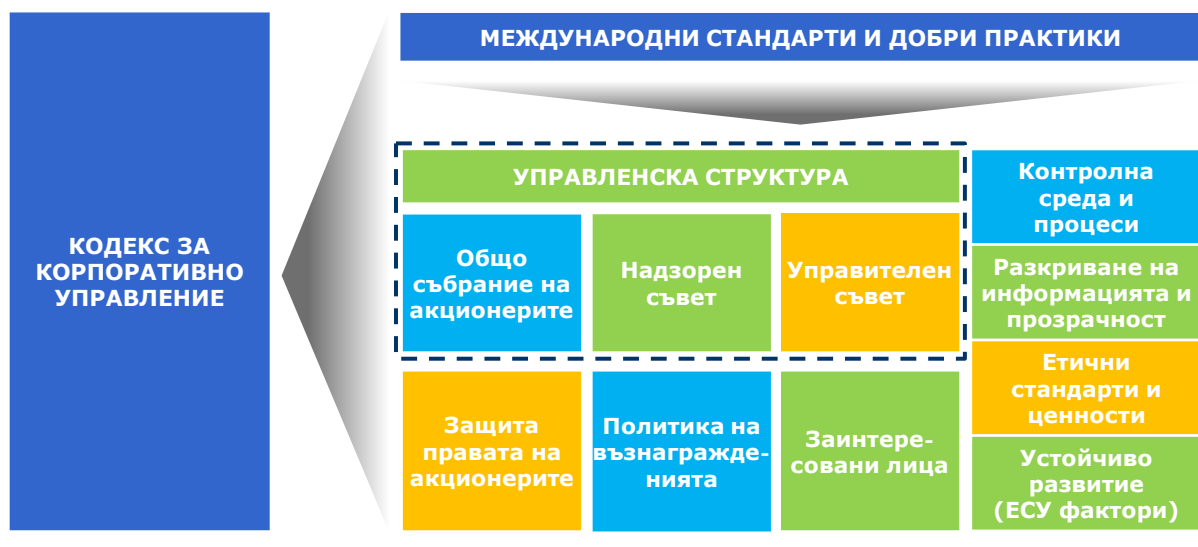 КОДЕКС ЗА
КОРПОРАТИВНО
УПРАВЛЕНИЕ
МЕЖДУНАРОДНИ СТАНДАРТИ И ДОБРИ ПРАКТИКИ
УПРАВЛЕНСКА СТРУКТУРА
Общо
събрание на
акционерите
Надзорен
съвет
Управителен
съвет
Защита
правата на
акционерите
Политика на
възнагражде-
нията
Заинтере-
совани лица
Контролна
среда и
процеси
Разкриване на
информацията и
прозрачност
Етични
стандарти и
ценности
Устойчиво
развитие
(ЕСУ фактори)